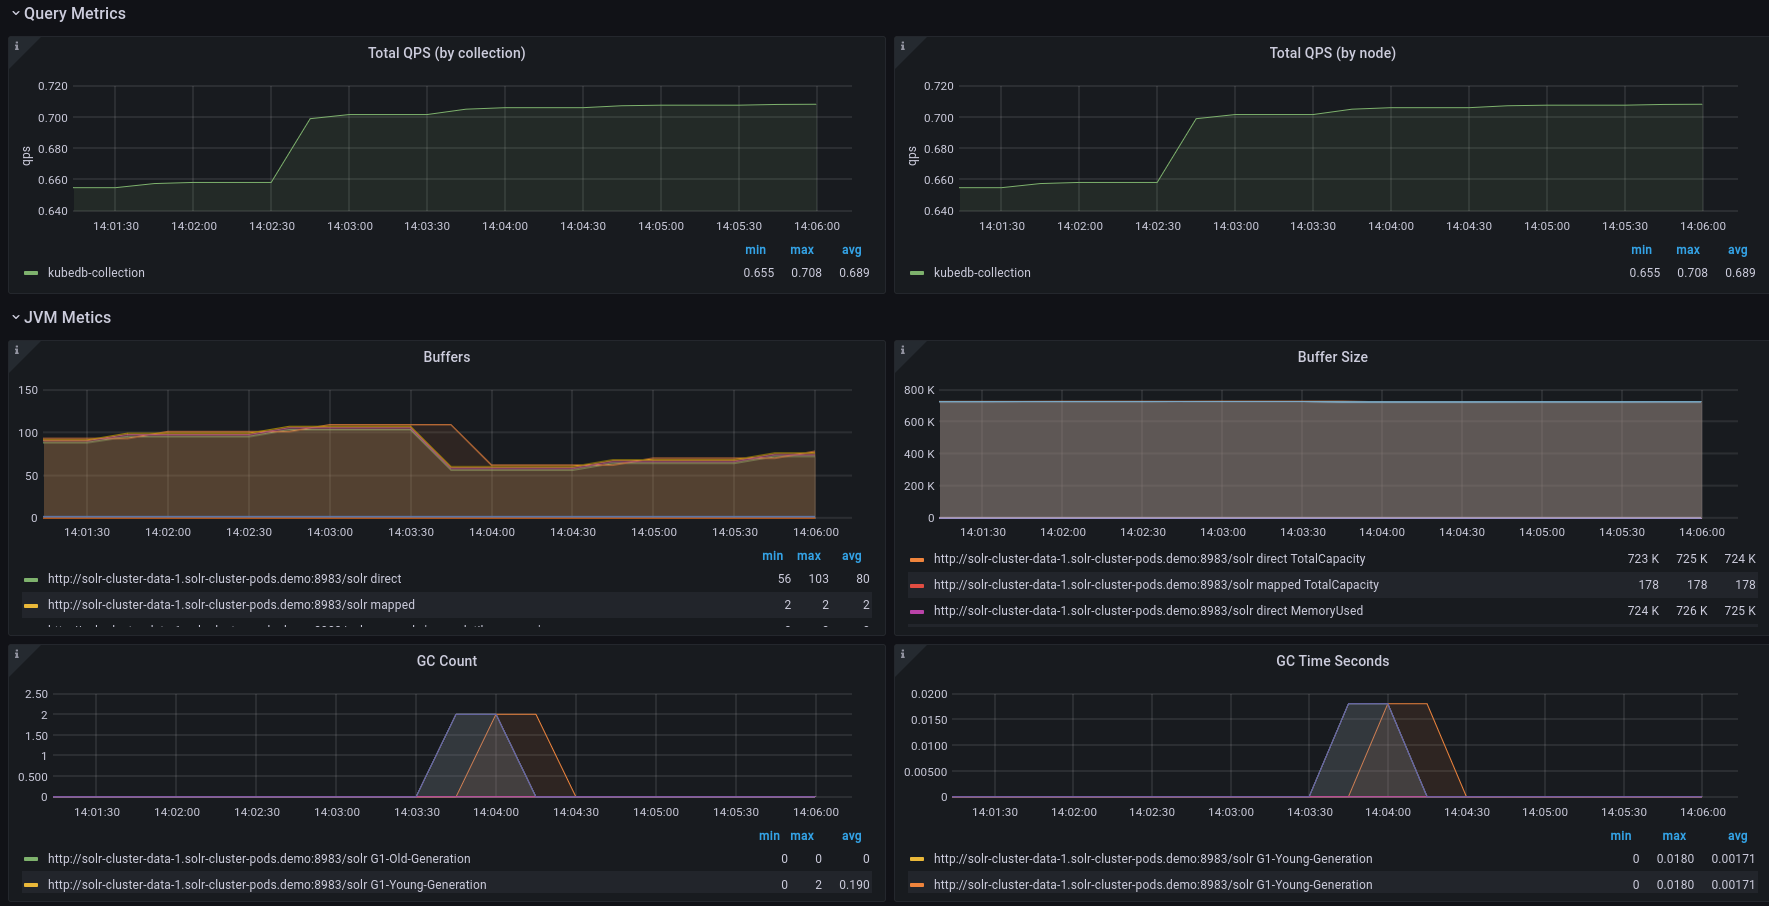 Query Metrics
Total QPS (by collection)
0.720
0.700
0.680
0.660
0.640
qps
14:01:30 14:02:00 14:02:30 14:03:00 14:03:30 14:04:00 14:04:30 14:05:00 14:05:30 14:06:00
min max avg
kubedb-collection 0.655 0.708 0.689
Total QPS (by node)
0.720
0.700
0.680
0.660
0.640
qps
14:01:30 14:02:00 14:02:30 14:03:00 14:03:30 14:04:00 14:04:30 14:05:00 14:05:30 14:06:00
min max avg
kubedb-collection 0.655 0.708 0.689
JVM Metics
Buffers
150
100
50
0
14:01:30 14:02:00 14:02:30 14:03:00 14:03:30 14:04:00 14:04:30 14:05:00 14:05:30 14:06:00
min max avg
http://solr-cluster-data-1.solr-cluster-pods.demo:8983/solr direct 56 103 80
http://solr-cluster-data-1.solr-cluster-pods.demo:8983/solr mapped 2 2 2
Buffer Size
800 K
600 K
400 K
200 K
0
14:01:30 14:02:00 14:02:30 14:03:00 14:03:30 14:04:00 14:04:30 14:05:00 14:05:30 14:06:00
http://solr-cluster-data-1.solr-cluster-pods.demo:8983/solr direct TotalCapacity 723 K 725 K 724 K
http://solr-cluster-data-1.solr-cluster-pods.demo:8983/solr mapped TotalCapacity 178 178 178
http://solr-cluster-data-1.solr-cluster-pods.demo:8983/solr direct MemoryUsed 724 K 726 K 725 K
GC Count
2.50
2
1.50
1
0.500
0
14:01:30 14:02:00 14:02:30 14:03:00 14:03:30 14:04:00 14:04:30 14:05:00 14:05:30 14:06:00
min max avg
http://solr-cluster-data-1.solr-cluster-pods.demo:8983/solr G1-Old-Generation 0 0 0
http://solr-cluster-data-1.solr-cluster-pods.demo:8983/solr G1-Young-Generation 0 2 0.190
GC Time Seconds
0.0200
0.0150
0.0100
0.00500
0
14:01:30 14:02:00 14:02:30 14:03:00 14:03:30 14:04:00 14:04:30 14:05:00 14:05:30 14:06:00
min max avg
http://solr-cluster-data-1.solr-cluster-pods.demo:8983/solr G1-Young-Generation 0 0.0180 0.00171
http://solr-cluster-data-1.solr-cluster-pods.demo:8983/solr G1-Young-Generation 0 0.0180 0.00171